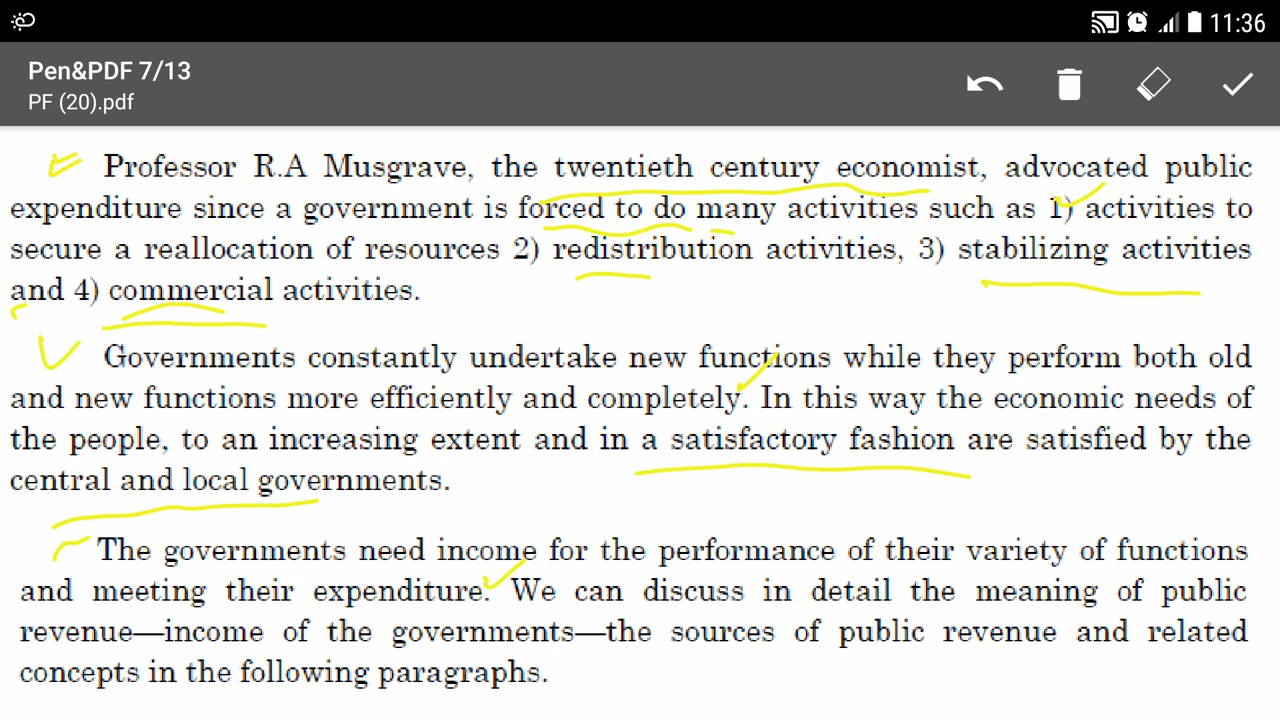 11:36
Pen&PDF 7/13
PF (20).pdf
Professor R.A Musgrave, the twentieth century economist, advocated public
expenditure since a government is forced to do many activities such as 1) activities to
secure a reallocation of resources 2) redistribution activities, 3) stabilizing activities
and 4) commercial activities.
Governments constantly undertake new functions while they perform both old
and new functions more efficiently and completely. In this way the economic needs of
the people, to an increasing extent and in a satisfactory fashion are satisfied by the
central and local governments.
The governments need income for the performance of their variety of functions
and meeting their expenditure. We can discuss in detail the meaning of public
revenue—income of the governments—the sources of public revenue and related
concepts in the following paragraphs.